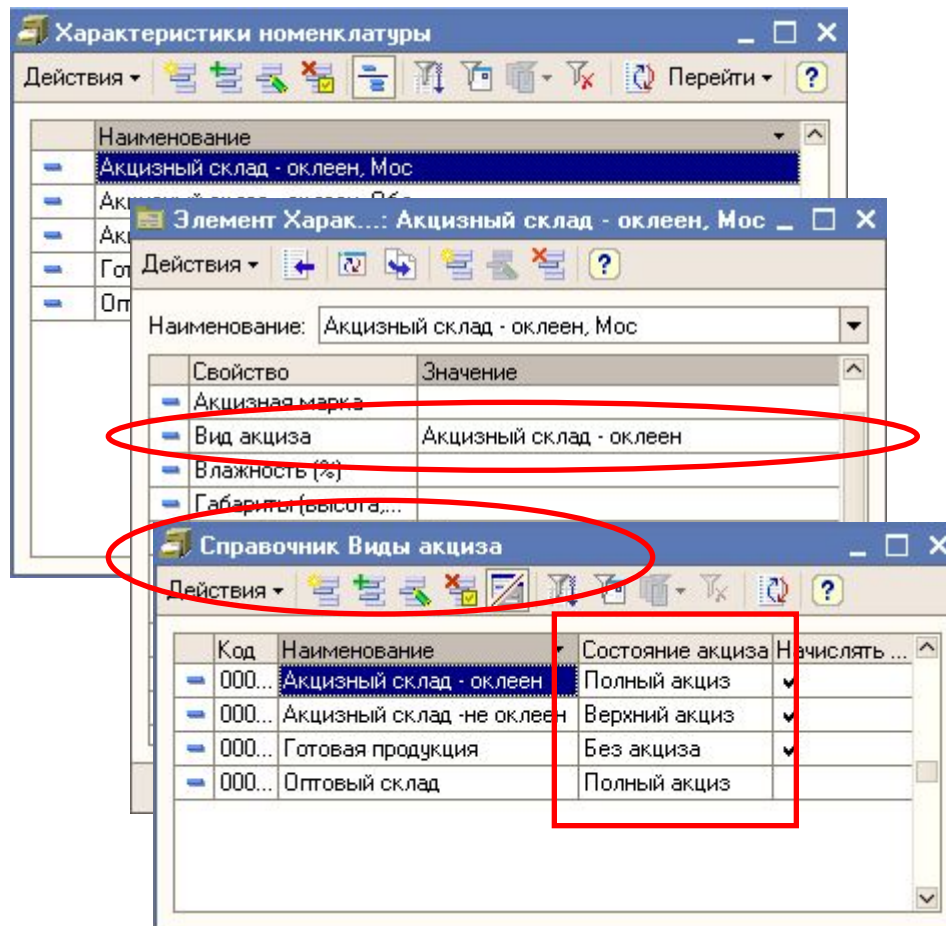 Характеристики номенклатуры
Действия Перейти ?
Наименование
Акцизный склад - оклеен, Мос
Элемент Харак...: Акцизный склад - оклеен, Мос
Действия ?
Наименование: Акцизный склад - оклеен, Мос
Свойство Значение
Акцизная марка
Вид акциза Акцизный склад - оклеен
Влажность (%)
Габариты (высота,...
Справочник Виды акциза
Действия ?
Код Наименование Состояние акциза Начислять ...
000... Акцизный склад - оклеен Полный акциз
000... Акцизный склад -не оклеен Верхний акциз
000... Готовая продукция Без акциза
000... Оптовый склад Полный акциз